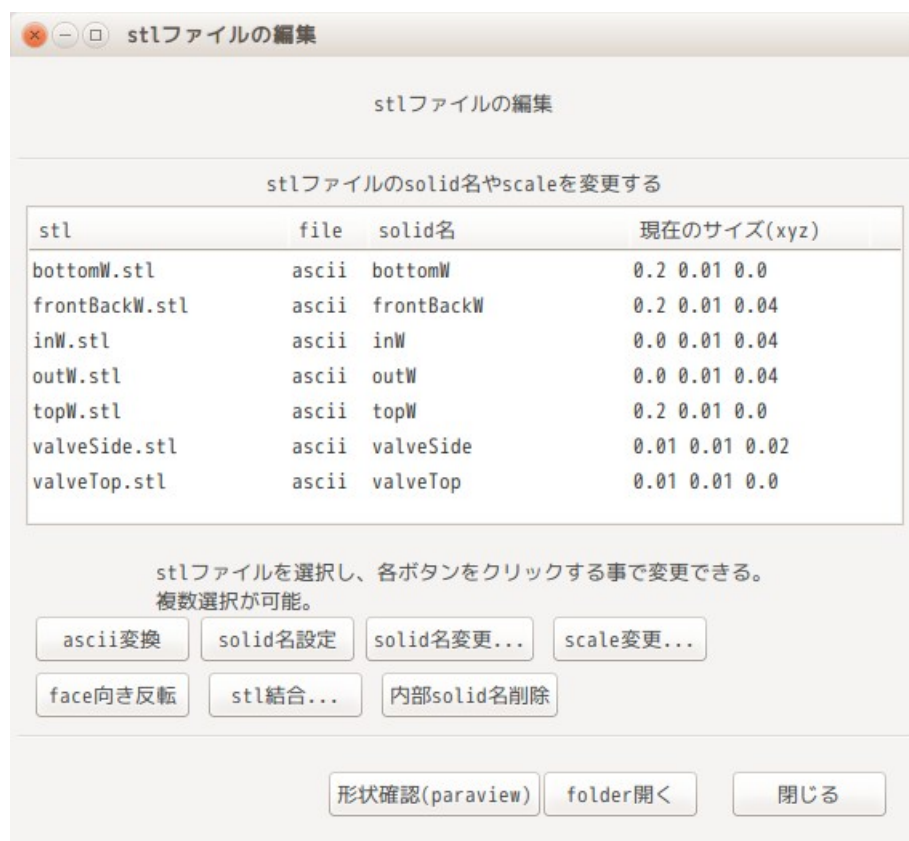 stlファイルの編集
stlファイルの編集
stlファイルのsolid名やscaleを変更する
stl file solid名 現在のサイズ(xyz)
bottomW.stl ascii bottomW 0.2 0.01 0.0
frontBackW.stl ascii frontBackW 0.2 0.01 0.04
inW.stl ascii inW 0.0 0.01 0.04
outW.stl ascii outW 0.0 0.01 0.04
topW.stl ascii topW 0.2 0.01 0.0
valveSide.stl ascii valveSide 0.01 0.01 0.02
valveTop.stl ascii valveTop 0.01 0.01 0.0
stlファイルを選択し、各ボタンをクリックする事で変更できる。
複数選択が可能。
ascii変換 solid名設定 solid名変更... scale変更...
face向き反転 stl結合... 内部solid名削除
形状確認(paraview) folder開く 閉じる